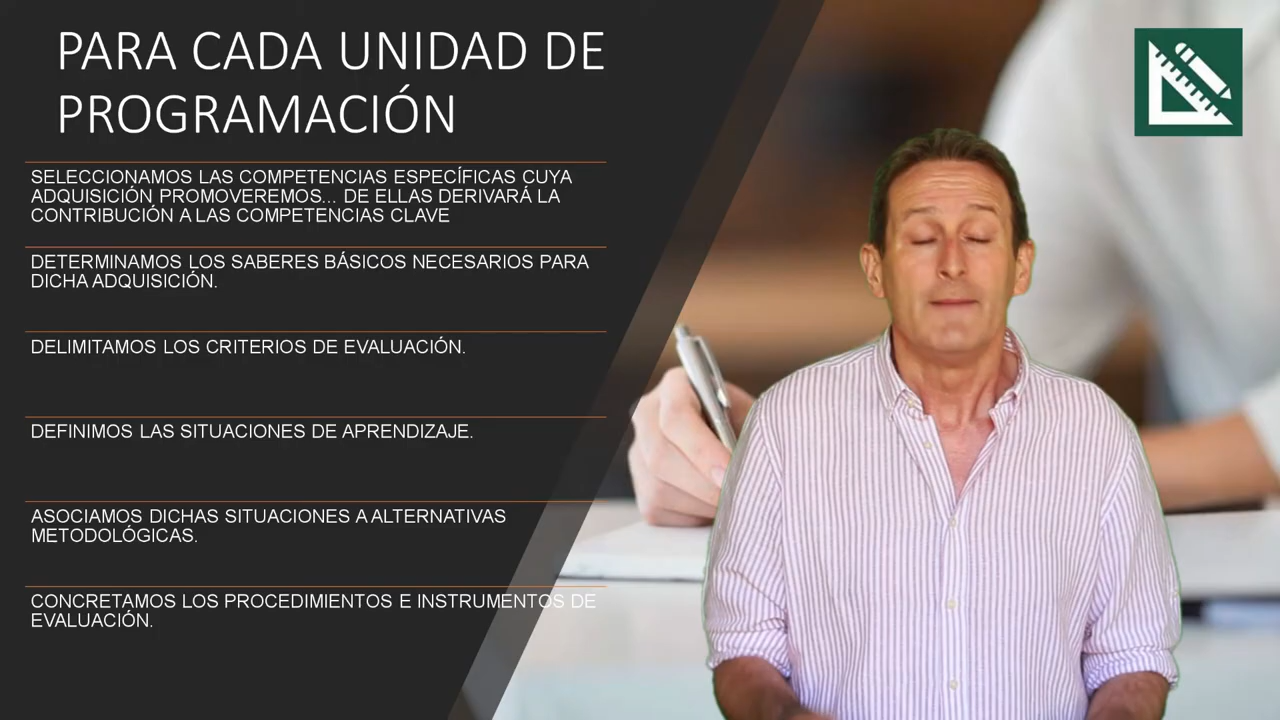 PARA CADA UNIDAD DE
PROGRAMACIÓN
SELECCIONAMOS LAS COMPETENCIAS ESPECÍFICAS CUYA
ADQUISICIÓN PROMOVEREMOS... DE ELLAS DERIVARÁ LA
CONTRIBUCIÓN A LAS COMPETENCIAS CLAVE
DETERMINAMOS LOS SABERES BÁSICOS NECESARIOS PARA
DICHA ADQUISICIÓN.
DELIMITAMOS LOS CRITERIOS DE EVALUACIÓN.
DEFINIMOS LAS SITUACIONES DE APRENDIZAJE.
ASOCIAMOS DICHAS SITUACIONES A ALTERNATIVAS
METODOLÓGICAS.
CONCRETAMOS LOS PROCEDIMIENTOS E INSTRUMENTOS DE
EVALUACIÓN.